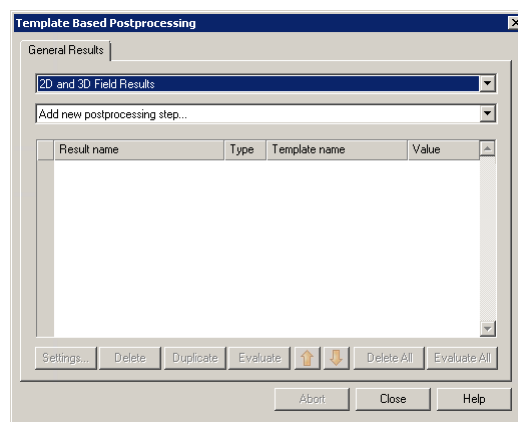 Template Based Postprocessing
General Results
2D and 3D Field Results
Add new postprocessing step...
Result name Type Template name Value
Settings... Delete Duplicate Evaluate Delete All Evaluate All
Abort Close Help